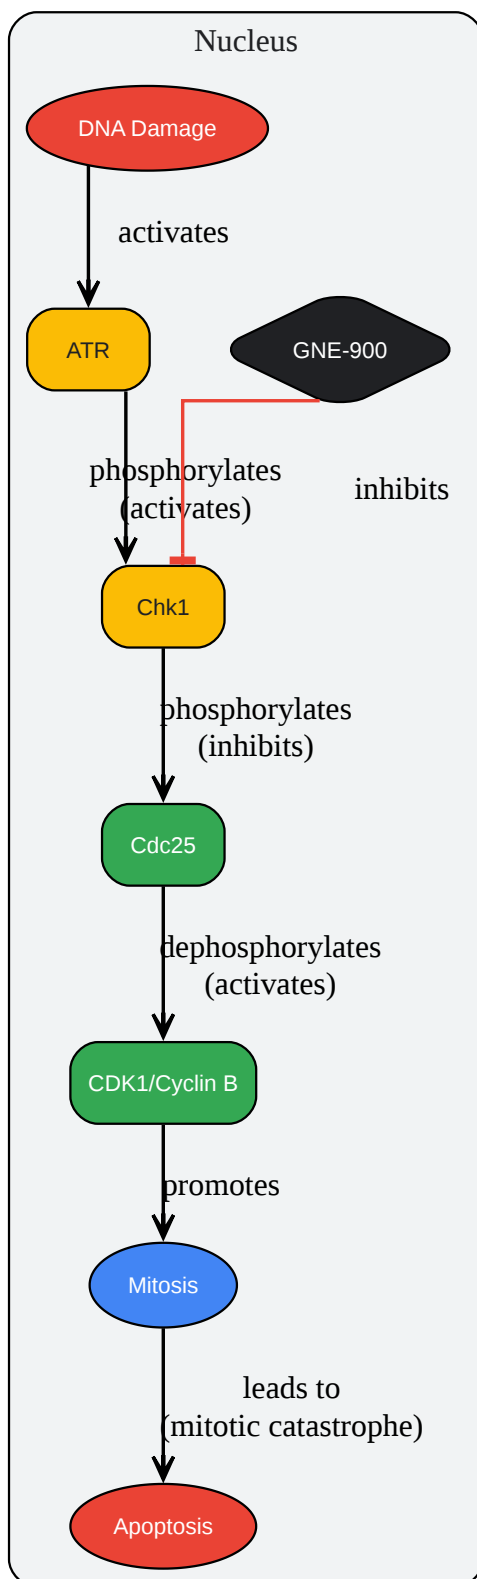 Nucleus
DNA Damage
activates
ATR
GNE-900
phosphorylates
(activates)
inhibits
Chk1
phosphorylates
(inhibits)
Cdc25
dephosphorylates
(activates)
CDK1/Cyclin B
promotes
Mitosis
leads to
(mitotic catastrophe)
Apoptosis